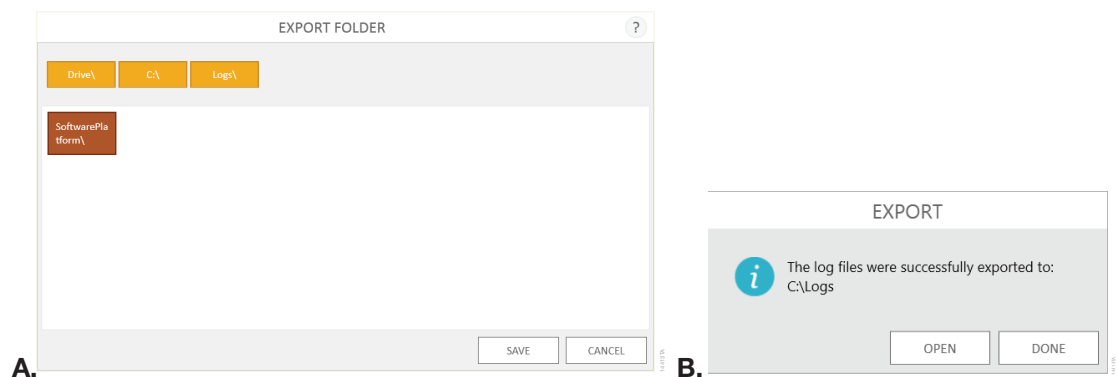 EXPORT FOLDER
?
Drive\ C:\ Logs\
SoftwarePla
tform\
SAVE CANCEL
A.
EXPORT
i
The log files were successfully exported to:
C:\Logs
OPEN DONE
B.